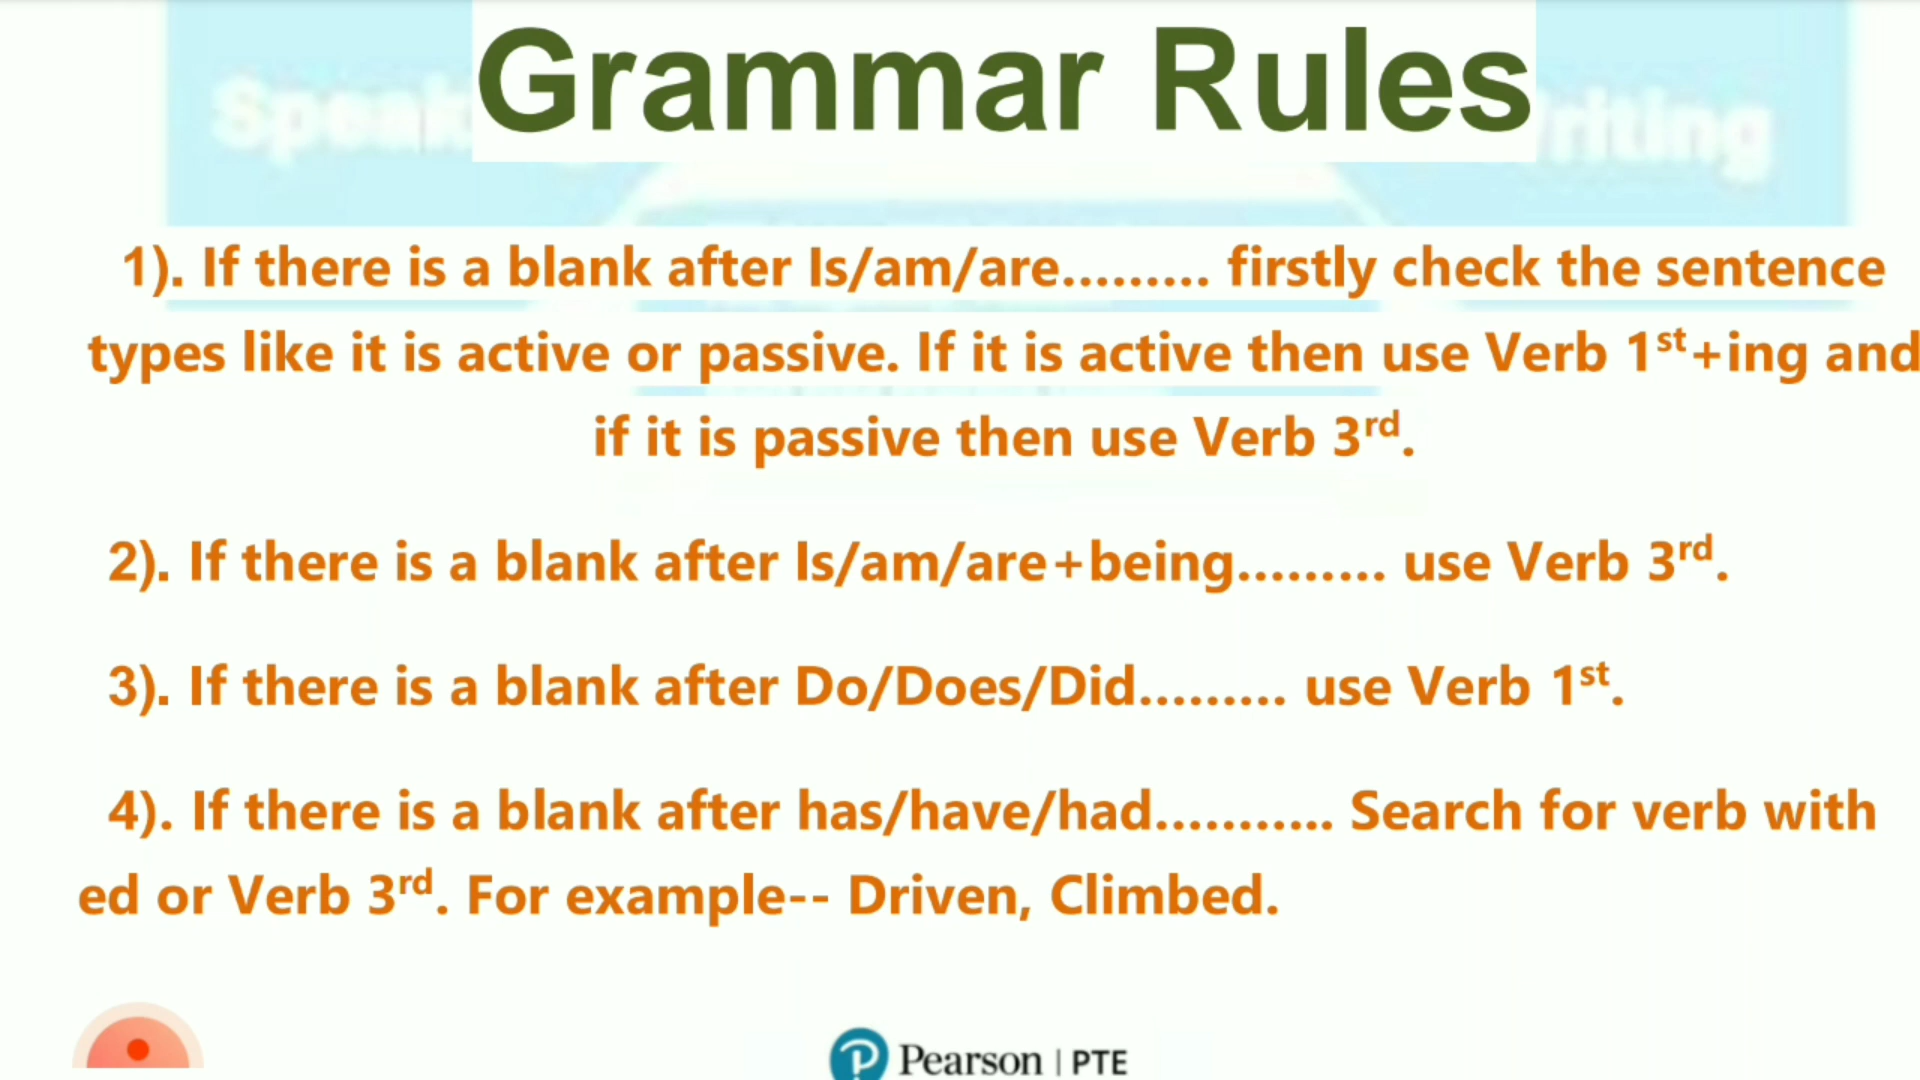 Grammar Rules
Speak
riting
1). If there is a blank after Is/am/are......... firstly check the sentence
types like it is active or passive. If it is active then use Verb 1st+ing and
if it is passive then use Verb 3rd.
2). If there is a blank after Is/am/are+being......... use Verb 3rd.
3). If there is a blank after Do/Does/Did......... use Verb 1st.
4). If there is a blank after has/have/had........... Search for verb with
ed or Verb 3rd. For example-- Driven, Climbed.
Pearson | PTE